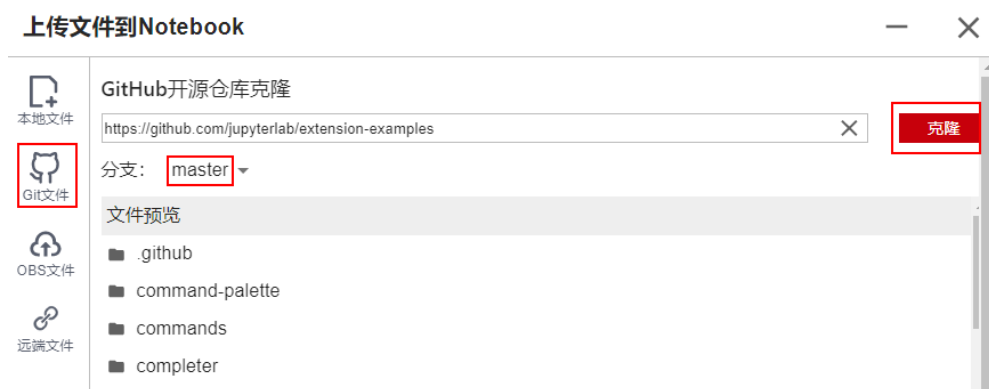 上传文件到Notebook
本地文件
Git文件
OBS文件
远端文件
GitHub开源仓库克隆
https://github.com/jupyterlab/extension-examples
克隆
分支： master
文件预览
.github
command-palette
commands
completer